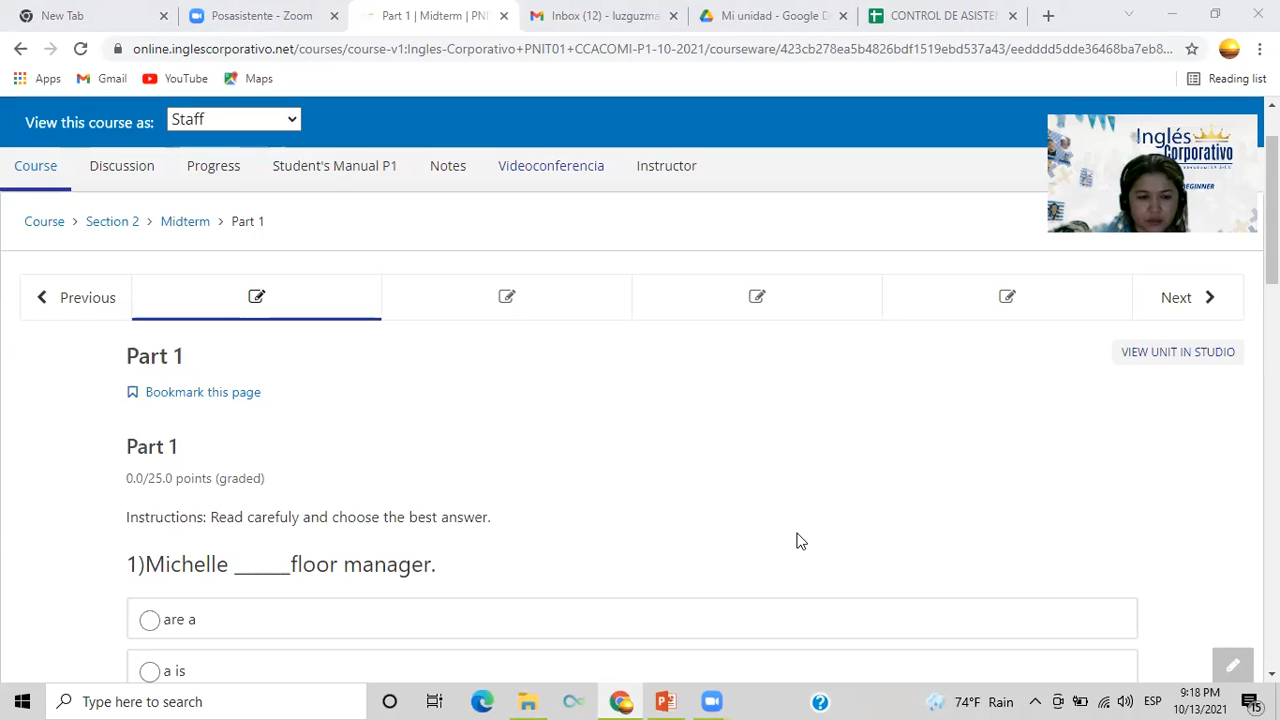 New Tab
Posasistente - Zoom
Part 1 | Midterm | PNIT
Inbox (12) - luzguzma
Mi unidad - Google D
CONTROL DE ASISTEN
online.inglescorporativo.net/courses/course-v1:Ingles-Corporativo+PNIT01+CCACOMI-P1-10-2021/courseware/423cb278ea5b4826bdf1519ebd537a43/eedddd5dde36468ba7eb8...
Apps
Gmail
YouTube
Maps
Reading list
View this course as:
Staff
Inglés
Corporativo
BEGINNER
Course
Discussion
Progress
Student's Manual P1
Notes
Videoconferencia
Instructor
Course > Section 2 > Midterm > Part 1
Previous
Next
Part 1
VIEW UNIT IN STUDIO
Bookmark this page
Part 1
0.0/25.0 points (graded)
Instructions: Read carefuly and choose the best answer.
1)Michelle ______floor manager.
are a
a is
Type here to search
74°F Rain
ESP
9:18 PM
10/13/2021
15